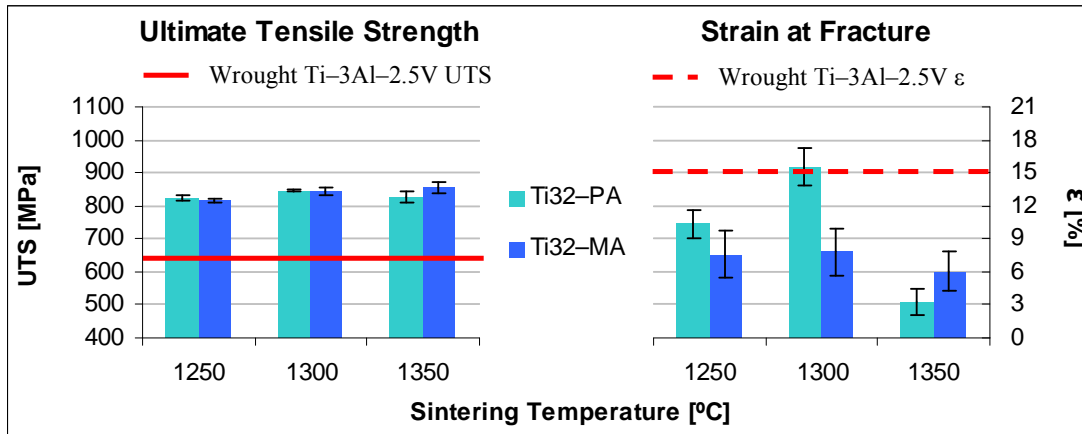 Ultimate Tensile Strength
Wrought Ti–3Al–2.5V UTS
UTS [MPa]
1100
1000
900
800
700
600
500
400
1250 1300 1350
Ti32–PA
Ti32–MA
Strain at Fracture
Wrought Ti–3Al–2.5V ε
21
18
15
12
9
6
3
0
ε [%]
1250 1300 1350
Sintering Temperature [ºC]